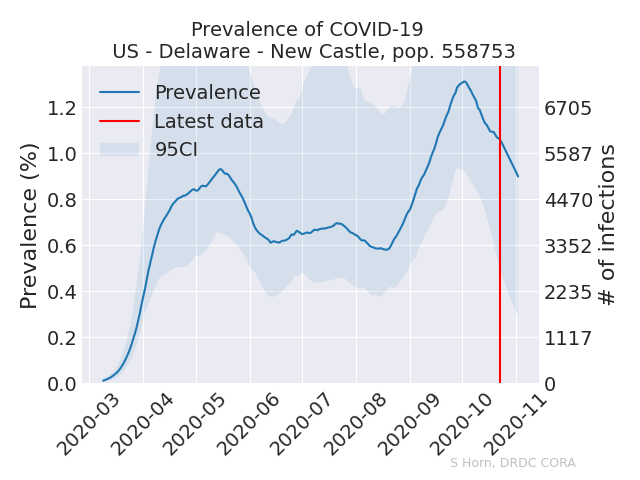 Prevalence of COVID-19
US - Delaware - New Castle, pop. 558753
Prevalence
Latest data
95CI
Prevalence (%)
1.2
1.0
0.8
0.6
0.4
0.2
0.0
6705
5587
4470
3352
2235
1117
0
# of infections
2020-03
2020-04
2020-05
2020-06
2020-07
2020-08
2020-09
2020-10
2020-11
S Horn, DRDC CORA